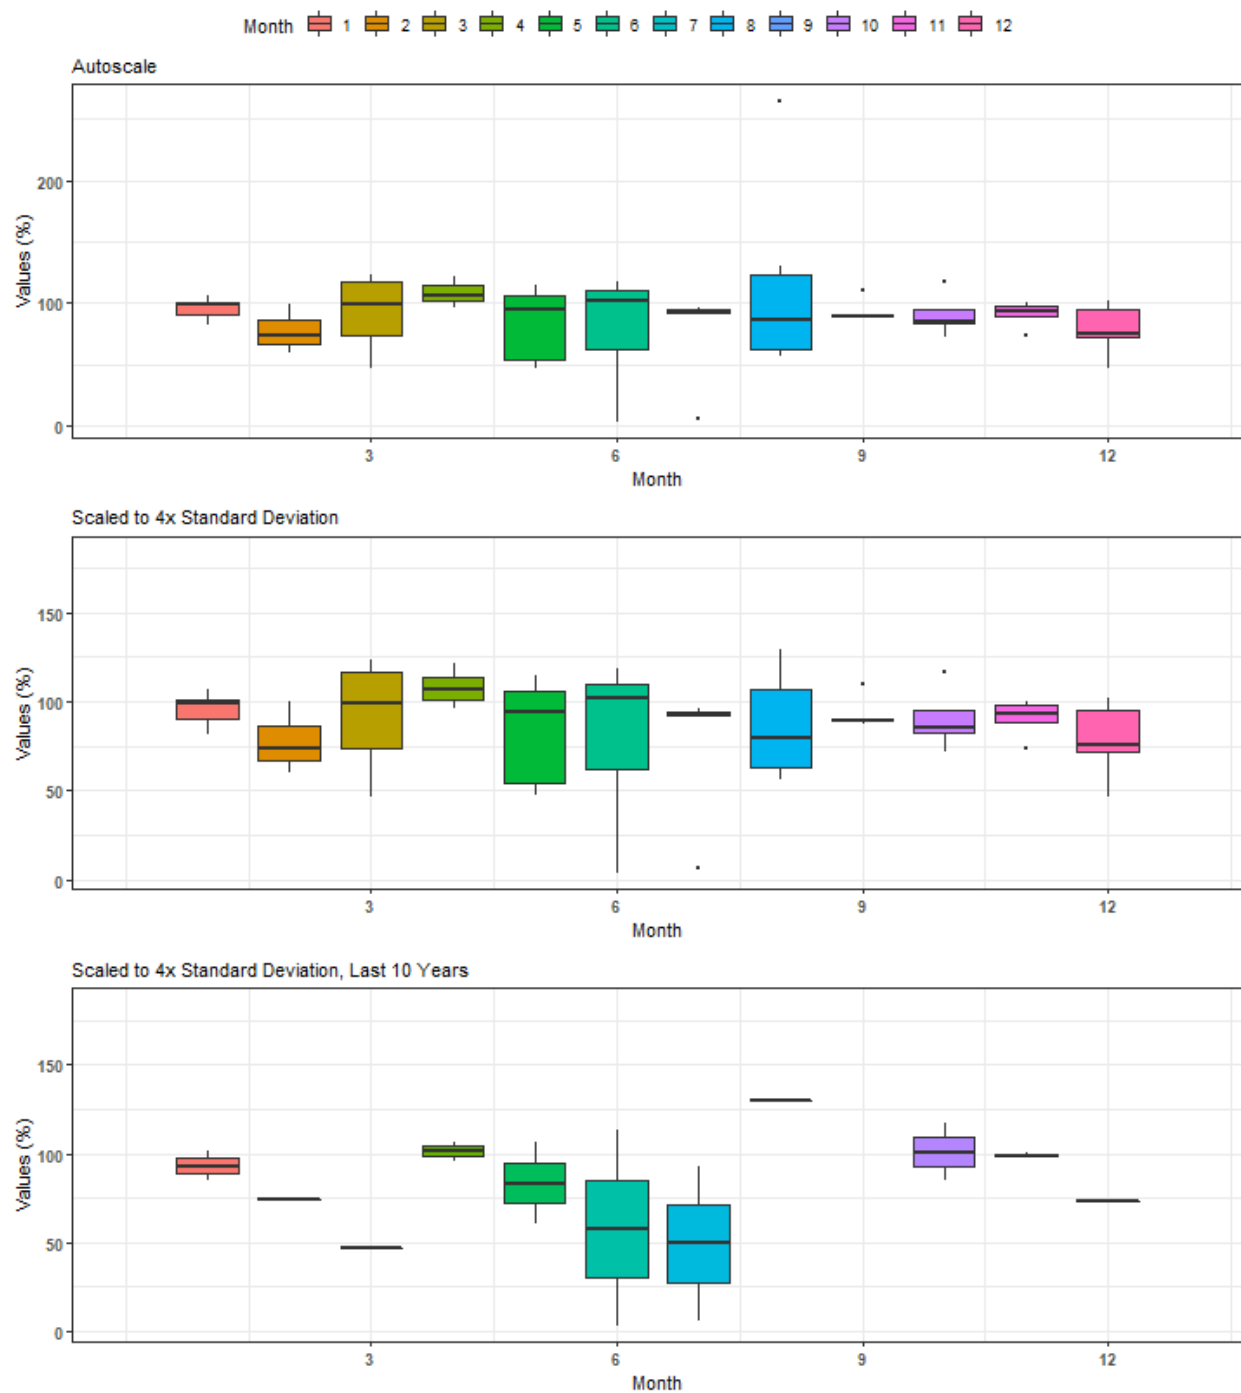 Month 1 2 3 4 5 6 7 8 9 10 11 12
Autoscale
Values (%)
200
100
0
3 6 9 12
Month
Scaled to 4x Standard Deviation
Values (%)
150
100
50
0
3 6 9 12
Month
Scaled to 4x Standard Deviation, Last 10 Years
Values (%)
150
100
50
0
3 6 9 12
Month